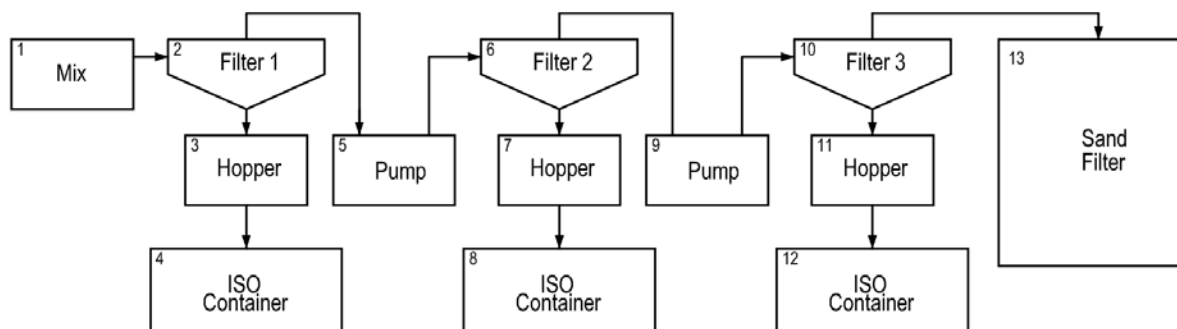 1
Mix
2
Filter 1
3
Hopper
4
ISO
Container
5
Pump
6
Filter 2
7
Hopper
8
ISO
Container
9
Pump
10
Filter 3
11
Hopper
12
ISO
Container
13
Sand
Filter